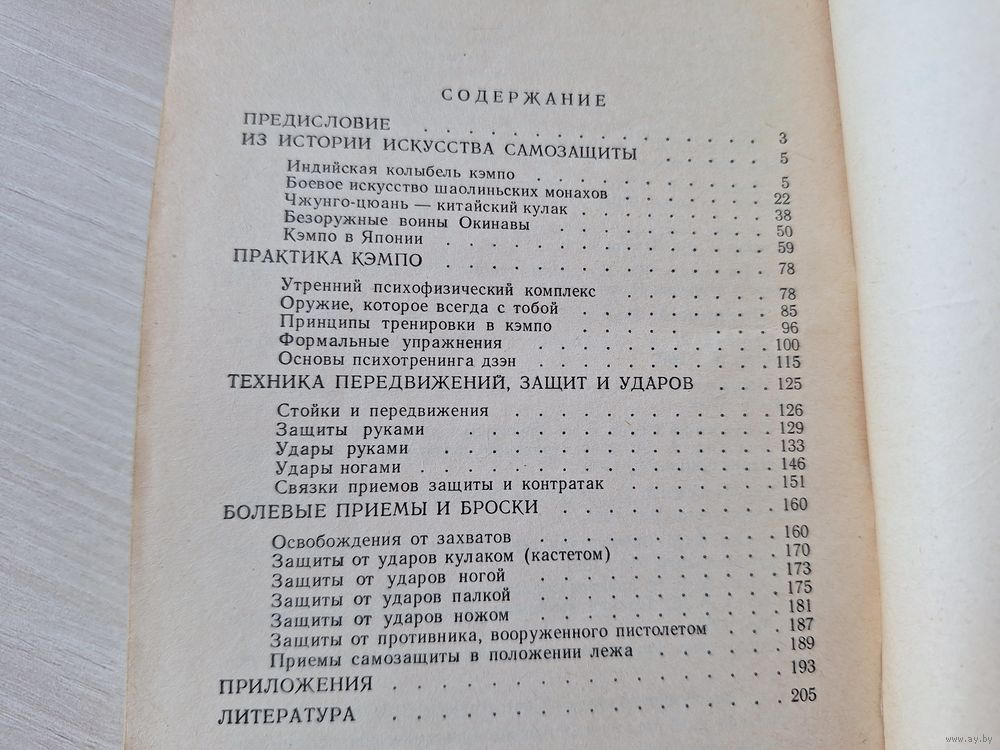 СОДЕРЖАНИЕ
ПРЕДИСЛОВИЕ . . . . . . . . . . . . . . 3
ИЗ ИСТОРИИ ИСКУССТВА САМОЗАЩИТЫ . . . . . 5
Индийская колыбель кэмпо . . . . . . . . . 5
Боевое искусство шаолиньских монахов . . . . . . 22
Чжунго-цюань — китайский кулак . . . . . . . . 38
Безоружные воины Окинавы . . . . . . . . 50
Кэмпо в Японии . . . . . . . . . . . . 59
ПРАКТИКА КЭМПО . . . . . . . . . . . . 78
Утренний психофизический комплекс . . . . . . 78
Оружие, которое всегда с тобой . . . . . . . . 85
Принципы тренировки в кэмпо . . . . . . . . 96
Формальные упражнения . . . . . . . . . 100
Основы психотренинга дзэн . . . . . . . . . 115
ТЕХНИКА ПЕРЕДВИЖЕНИЙ, ЗАЩИТ И УДАРОВ . . . 125
Стойки и передвижения . . . . . . . . . . 126
Защиты руками . . . . . . . . . . . 129
Удары руками . . . . . . . . . . . . 133
Удары ногами . . . . . . . . . . . . . 146
Связки приемов защиты и контратак . . . . . . 151
БОЛЕВЫЕ ПРИЕМЫ И БРОСКИ . . . . . . . . 160
Освобождения от захватов . . . . . . . . . 160
Защиты от ударов кулаком (кастетом) . . . . . . 170
Защиты от ударов ногой . . . . . . . . . 173
Защиты от ударов палкой . . . . . . . . . 175
Защиты от ударов ножом . . . . . . . . . 181
Защиты от противника, вооруженного пистолетом . . . 187
Приемы самозащиты в положении лежа . . . . . 189
ПРИЛОЖЕНИЯ . . . . . . . . . . . . . 193
ЛИТЕРАТУРА . . . . . . . . . . . . . 205
www.ay.by